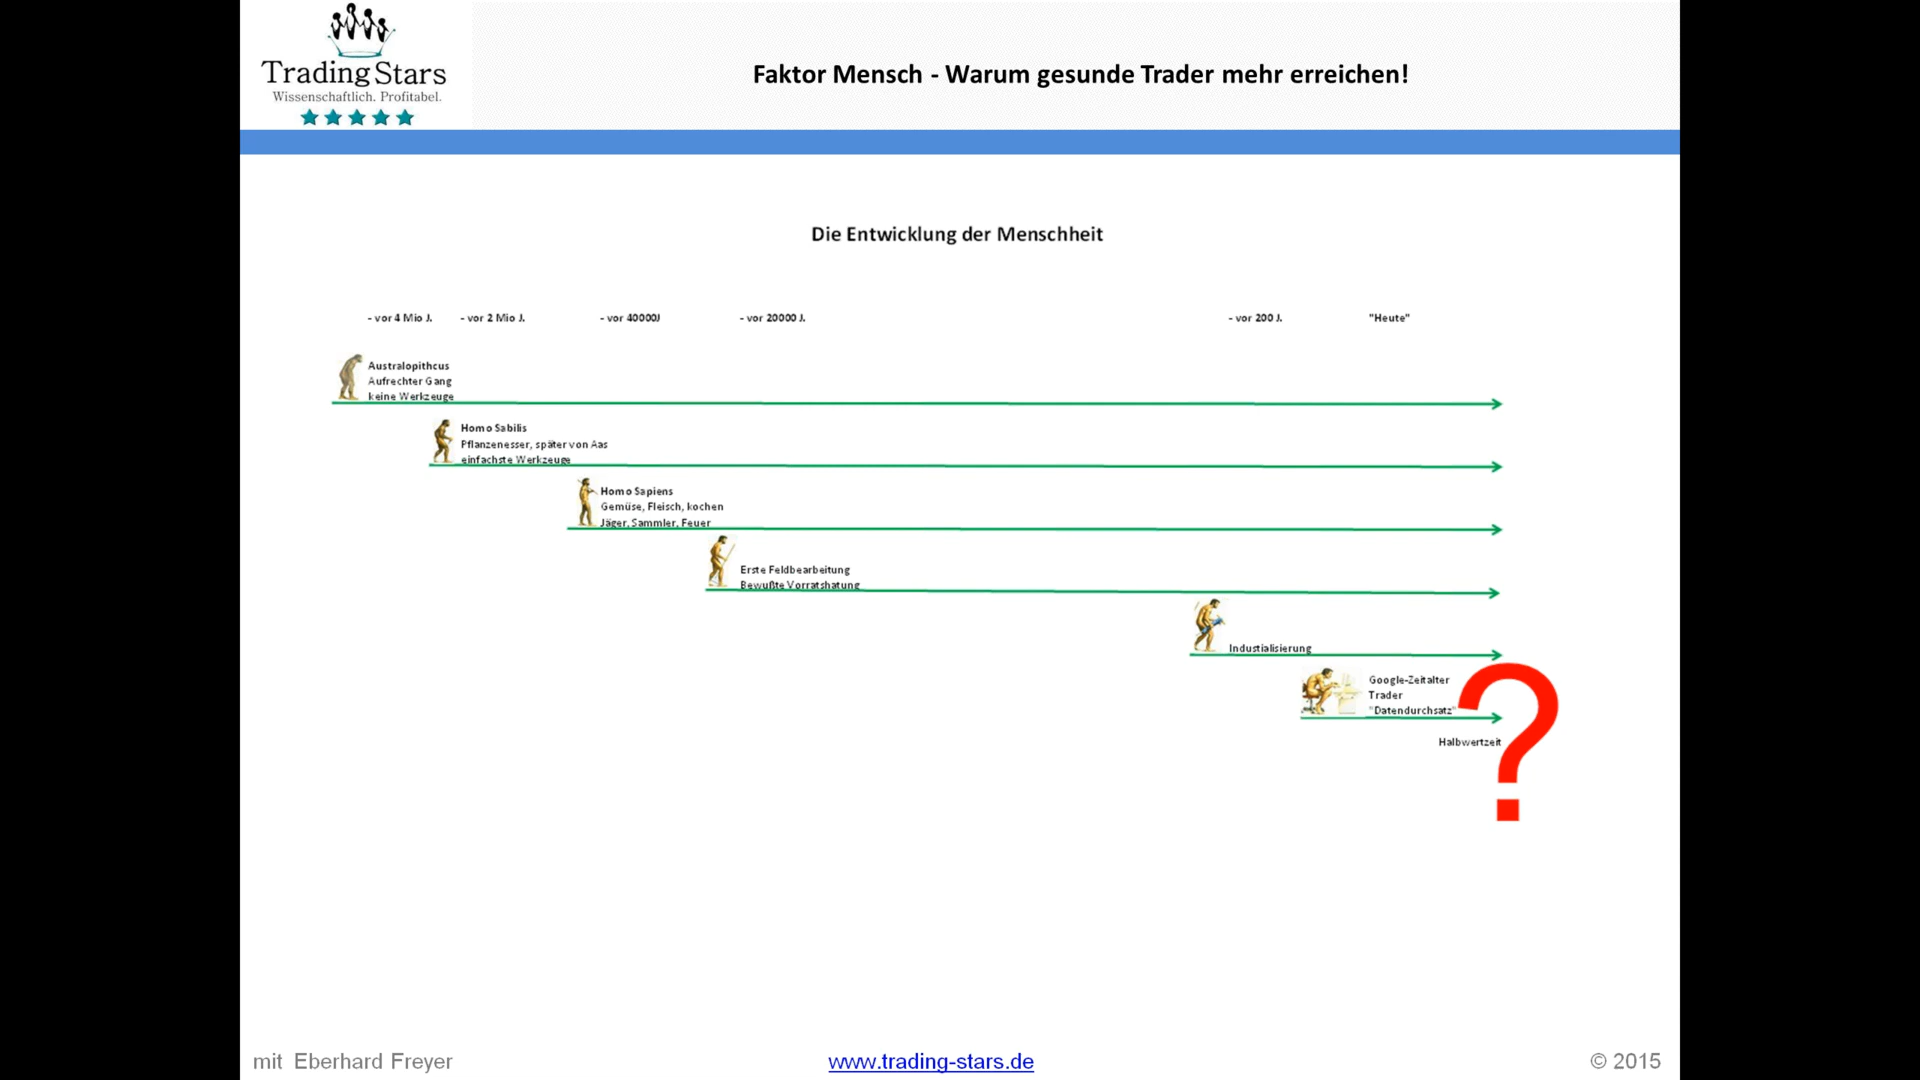 TradingStars
Wissenschaftlich. Profitabel.
Faktor Mensch - Warum gesunde Trader mehr erreichen!
Die Entwicklung der Menschheit
- vor 4 Mio J. - vor 2 Mio J. - vor 40000J - vor 20000 J. - vor 200 J. "Heute"
Australopithcus
Aufrechter Gang
keine Werkzeuge
Homo Sabilis
Pflanzenesser, später von Aas
einfachste Werkzeuge
Homo Sapiens
Gemüse, Fleisch, kochen
Jäger, Sammler, Feuer
Erste Feldbearbeitung
Bewußte Vorratshatung
Industialisierung
Google-Zeitalter
Trader
"Datendurchsatz"
Halbwertzeit
?
mit Eberhard Freyer www.trading-stars.de © 2015